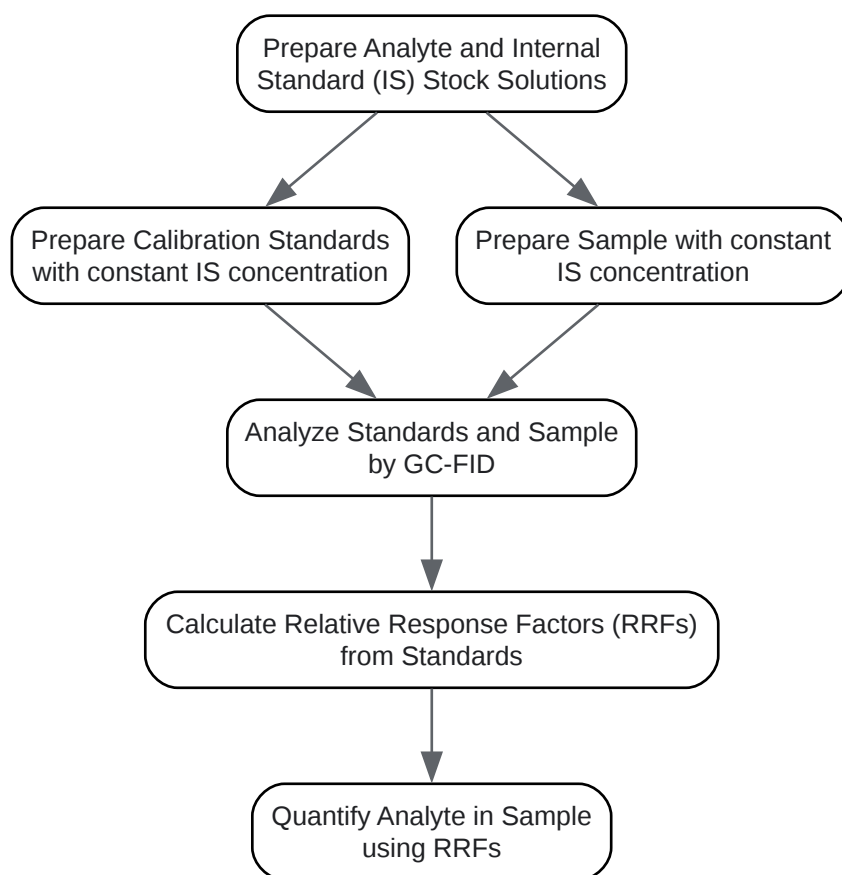 Prepare Analyte and Internal
Standard (IS) Stock Solutions
Prepare Calibration Standards
with constant IS concentration
Prepare Sample with constant
IS concentration
Analyze Standards and Sample
by GC-FID
Calculate Relative Response Factors (RRFs)
from Standards
Quantify Analyte in Sample
using RRFs